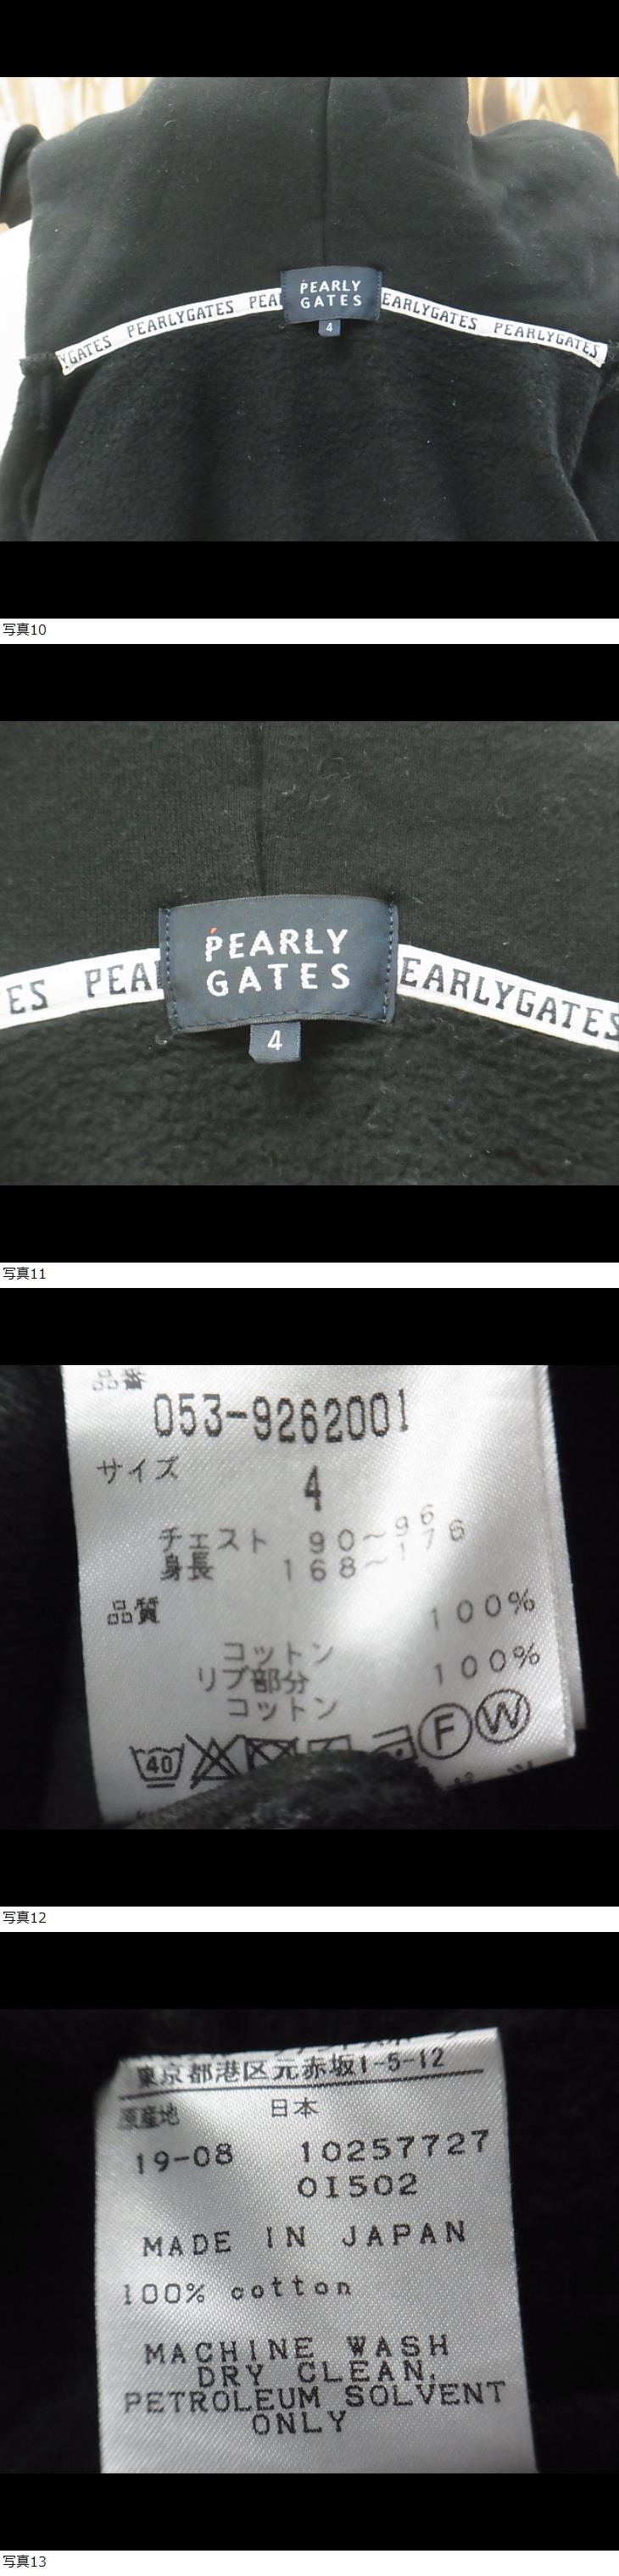 YGATES PEARLYGATES PEA
PEARLY
GATES
4
EARLYGATES PEARLYGATES
写真10
ES PEA
PEARLY
GATES
4
EARLYGATES
写真11
品番
053-9262001
サイズ
4
チェスト 90~96
身長 168~176
品質
100%
コットン
リブ部分 100%
コットン
40
F W
写真12
東京都港区元赤坂1-5-12
原産地 日本
19-08 10257727
01502
MADE IN JAPAN
100% cotton
MACHINE WASH
DRY CLEAN,
PETROLEUM SOLVENT
ONLY
写真13